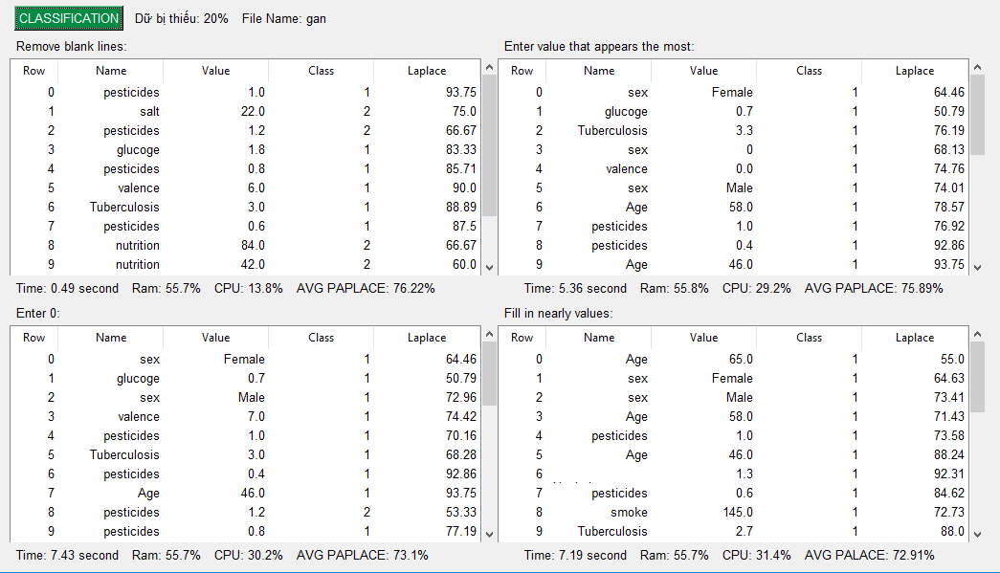 CLASSIFICATION Dữ bị thiếu: 20% File Name: gan
Remove blank lines:
Row Name Value Class Laplace
0 pesticides 1.0 1 93.75
1 salt 22.0 2 75.0
2 pesticides 1.2 2 66.67
3 glucoge 1.8 1 83.33
4 pesticides 0.8 1 85.71
5 valence 6.0 1 90.0
6 Tuberculosis 3.0 1 88.89
7 pesticides 0.6 1 87.5
8 nutrition 84.0 2 66.67
9 nutrition 42.0 2 60.0
Time: 0.49 second Ram: 55.7% CPU: 13.8% AVG PAPLACE: 76.22%
Enter value that appears the most:
Row Name Value Class Laplace
0 sex Female 1 64.46
1 glucoge 0.7 1 50.79
2 Tuberculosis 3.3 1 76.19
3 sex 0 1 68.13
4 valence 0.0 1 74.76
5 sex Male 1 74.01
6 Age 58.0 1 78.57
7 pesticides 1.0 1 76.92
8 pesticides 0.4 1 92.86
9 Age 46.0 1 93.75
Time: 5.36 second Ram: 55.8% CPU: 29.2% AVG PAPLACE: 75.89%
Enter 0:
Row Name Value Class Laplace
0 sex Female 1 64.46
1 glucoge 0.7 1 50.79
2 sex Male 1 72.96
3 valence 7.0 1 74.42
4 pesticides 1.0 1 70.16
5 Tuberculosis 3.0 1 68.28
6 pesticides 0.4 1 92.86
7 Age 46.0 1 93.75
8 pesticides 1.2 2 53.33
9 pesticides 0.8 1 77.19
Time: 7.43 second Ram: 55.7% CPU: 30.2% AVG PAPLACE: 73.1%
Fill in nearly values:
Row Name Value Class Laplace
0 Age 65.0 1 55.0
1 sex Female 1 64.63
2 sex Male 1 73.41
3 Age 58.0 1 71.43
4 pesticides 1.0 1 73.58
5 Age 46.0 1 88.24
6 1.3 1 92.31
7 pesticides 0.6 1 84.62
8 smoke 145.0 1 72.73
9 Tuberculosis 2.7 1 88.0
Time: 7.19 second Ram: 55.7% CPU: 31.4% AVG PALACE: 72.91%